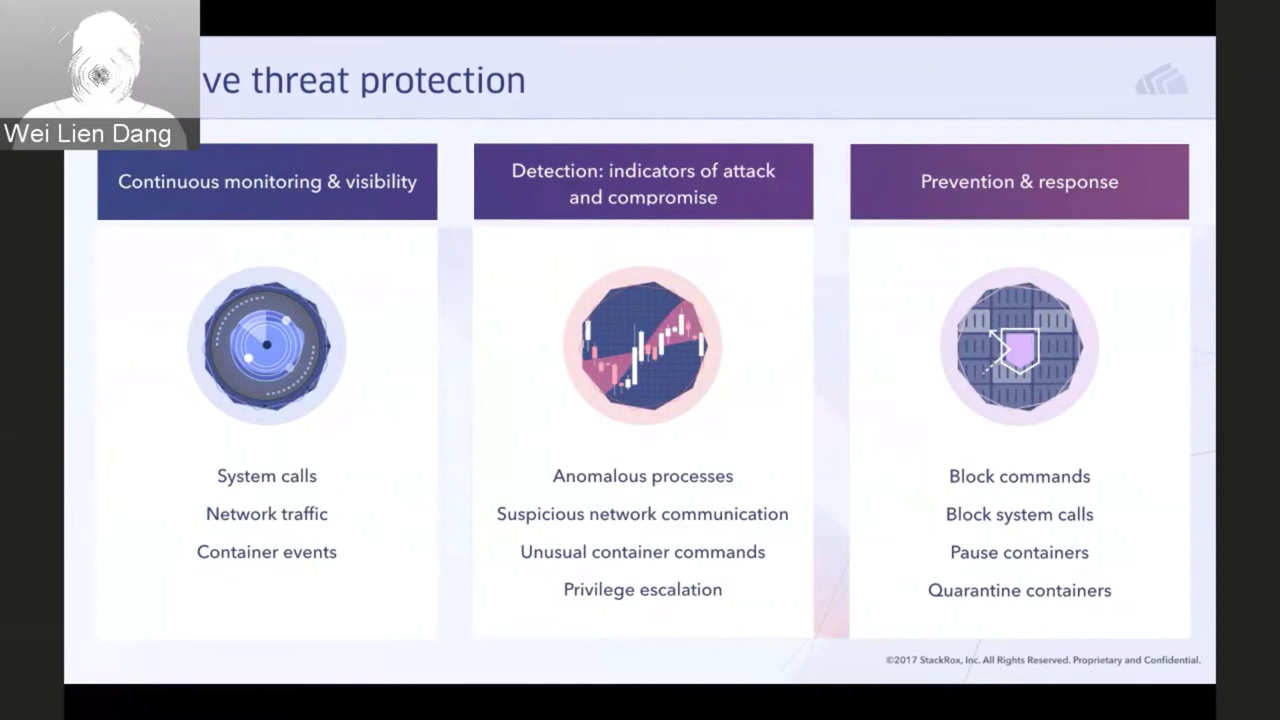 ve threat protection
Wei Lien Dang
Continuous monitoring & visibility
System calls
Network traffic
Container events
Detection: indicators of attack
and compromise
Anomalous processes
Suspicious network communication
Unusual container commands
Privilege escalation
Prevention & response
Block commands
Block system calls
Pause containers
Quarantine containers
©2017 StackRox, Inc. All Rights Reserved. Proprietary and Confidential.